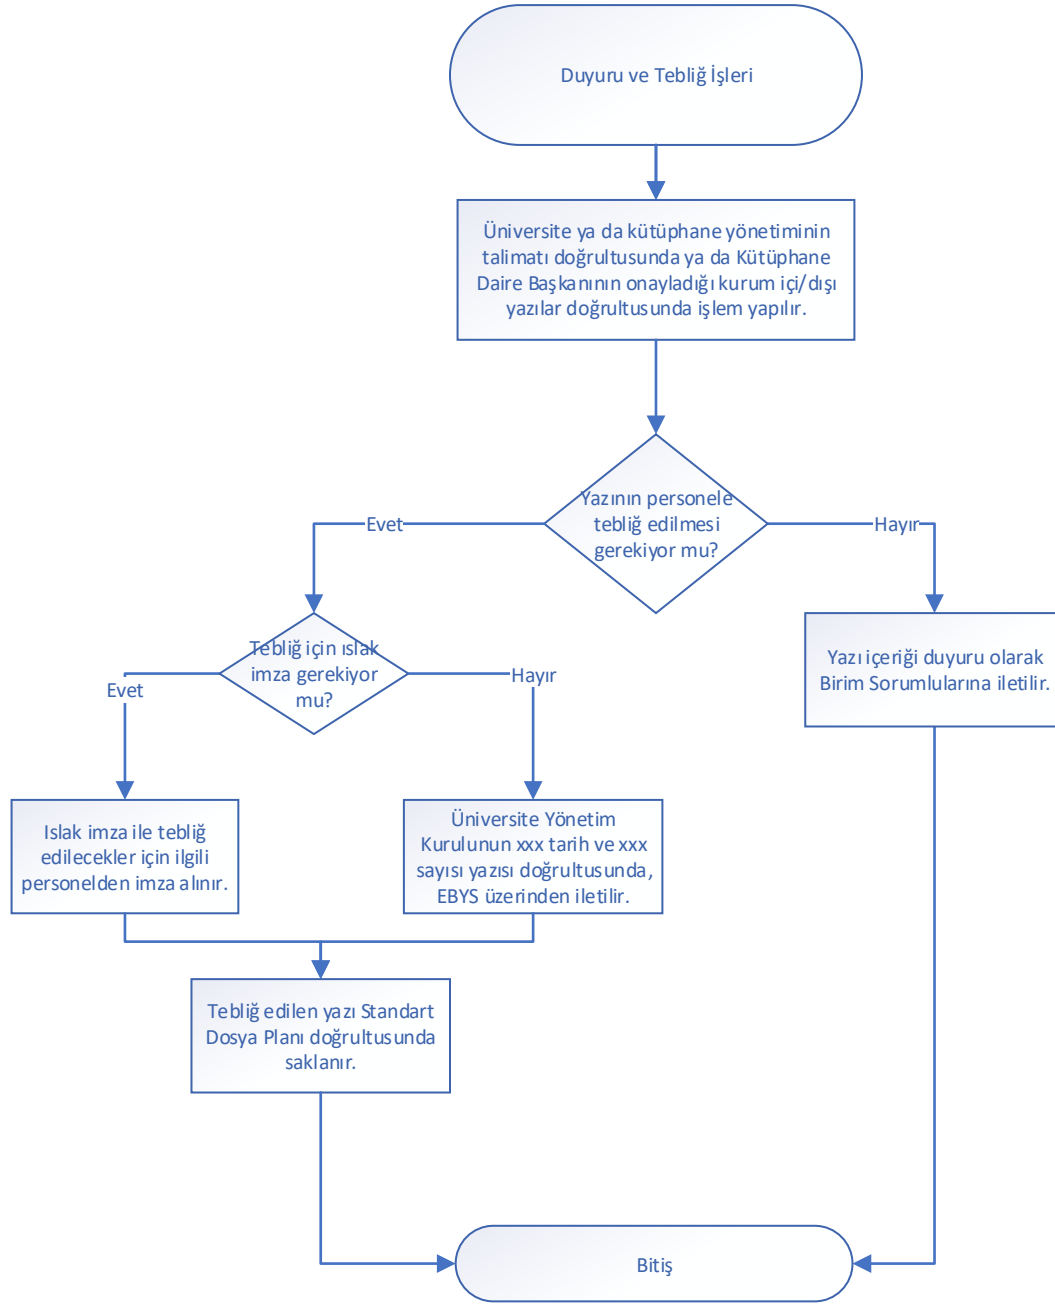 Duyuru ve Tebliğ İşleri
Üniversite ya da kütüphane yönetiminin
talimatı doğrultusunda ya da Kütüphane
Daire Başkanının onayladığı kurum içi/dışı
yazılar doğrultusunda işlem yapılır.
Yazının personele
tebliğ edilmesi
gerekiyor mu?
Evet
Hayır
Tebliğ için ıslak
imza gerekiyor
mu?
Evet
Hayır
Yazı içeriği duyuru olarak
Birim Sorumlularına iletilir.
Islak imza ile tebliğ
edilecekler için ilgili
personelden imza alınır.
Üniversite Yönetim
Kurulunun xxx tarih ve xxx
sayısı yazısı doğrultusunda,
EBYS üzerinden iletilir.
Tebliğ edilen yazı Standart
Dosya Planı doğrultusunda
saklanır.
Bitiş